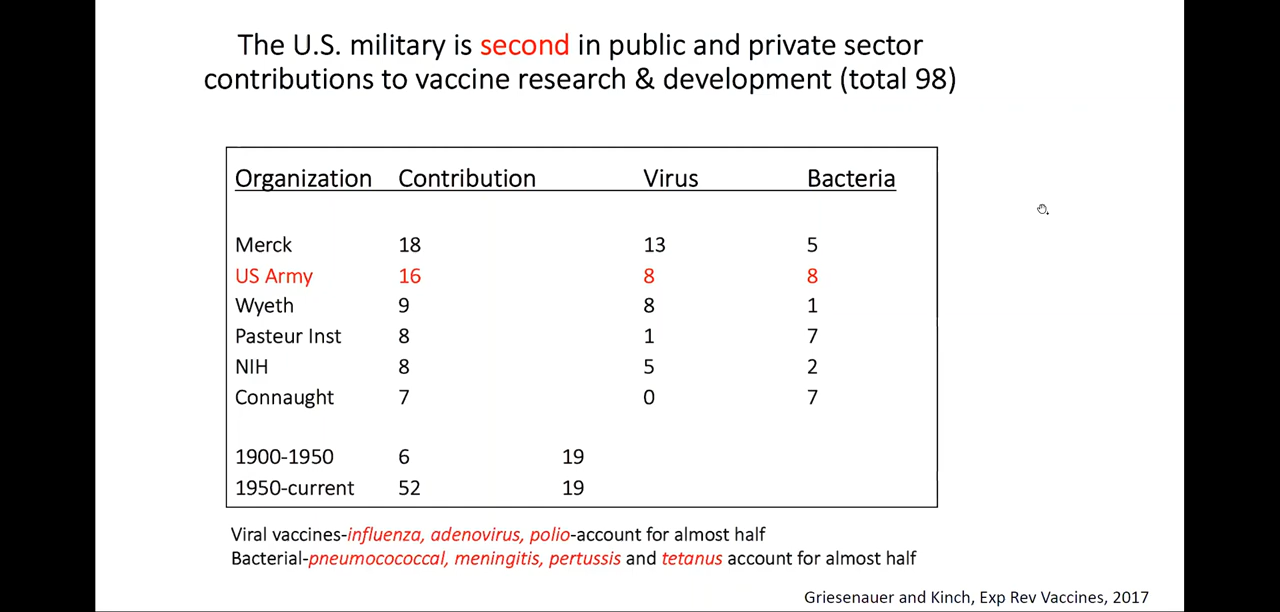 The U.S. military is second in public and private sector
contributions to vaccine research & development (total 98)
Organization Contribution Virus Bacteria
Merck 18 13 5
US Army 16 8 8
Wyeth 9 8 1
Pasteur Inst 8 1 7
NIH 8 5 2
Connaught 7 0 7
1900-1950 6 19
1950-current 52 19
Viral vaccines-influenza, adenovirus, polio-account for almost half
Bacterial-pneumocococcal, meningitis, pertussis and tetanus account for almost half
Griesenauer and Kinch, Exp Rev Vaccines, 2017